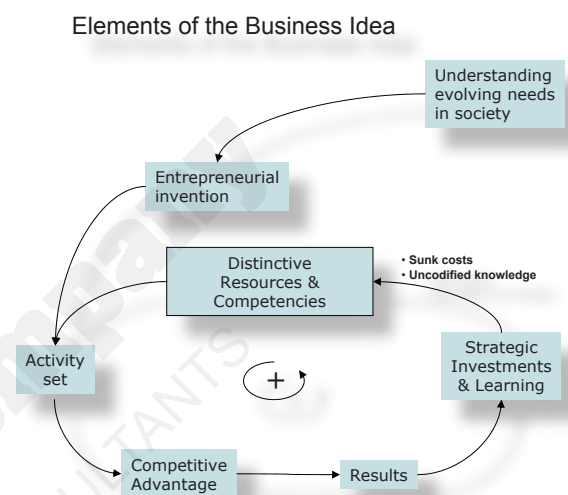 Elements of the Business Idea
Understanding
evolving needs
in society
Entrepreneurial
invention
Distinctive
Resources &
Competencies
• Sunk costs
• Uncodified knowledge
Activity
set
+
Strategic
Investments
& Learning
Competitive
Advantage
Results